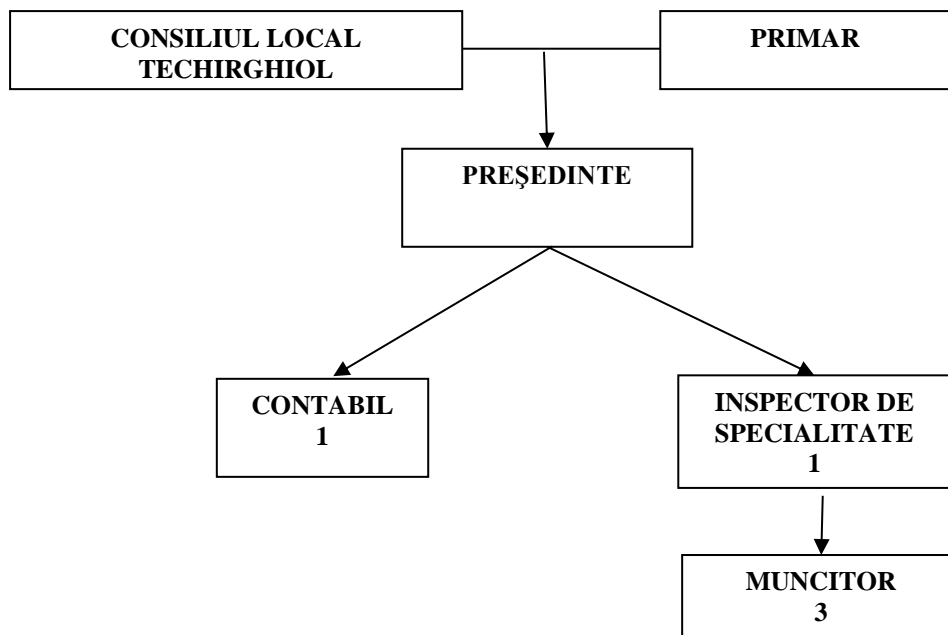 CONSILIUL LOCAL
TECHIRGHIOL
PRIMAR
PREŞEDINTE
CONTABIL
1
INSPECTOR DE
SPECIALITATE
1
MUNCITOR
3